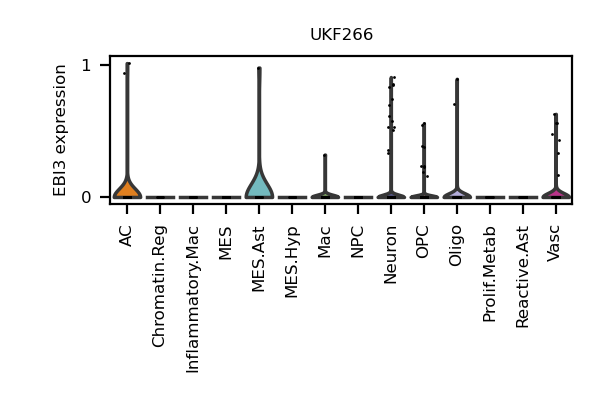 UKF266
EBI3 expression
1
0
AC
Chromatin.Reg
Inflammatory.Mac
MES
MES.Ast
MES.Hyp
Mac
NPC
Neuron
OPC
Oligo
Prolif.Metab
Reactive.Ast
Vasc